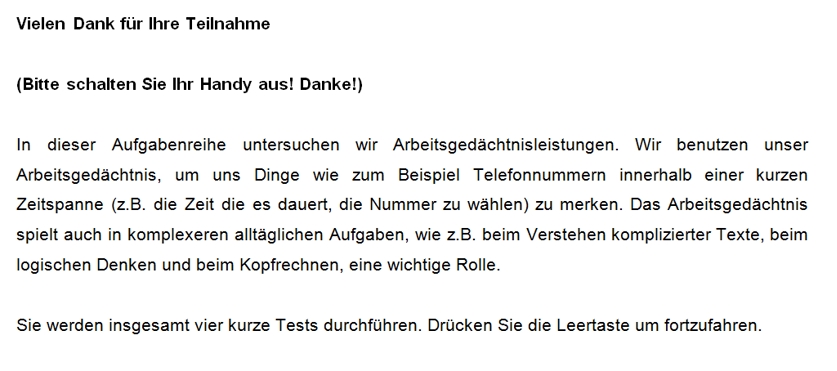 Vielen Dank für Ihre Teilnahme
(Bitte schalten Sie Ihr Handy aus! Danke!)
In dieser Aufgabenreihe untersuchen wir Arbeitsgedächtnisleistungen. Wir benutzen unser
Arbeitsgedächtnis, um uns Dinge wie zum Beispiel Telefonnummern innerhalb einer kurzen
Zeitspanne (z.B. die Zeit die es dauert, die Nummer zu wählen) zu merken. Das Arbeitsgedächtnis
spielt auch in komplexeren alltäglichen Aufgaben, wie z.B. beim Verstehen komplizierter Texte, beim
logischen Denken und beim Kopfrechnen, eine wichtige Rolle.
Sie werden insgesamt vier kurze Tests durchführen. Drücken Sie die Leertaste um fortzufahren.